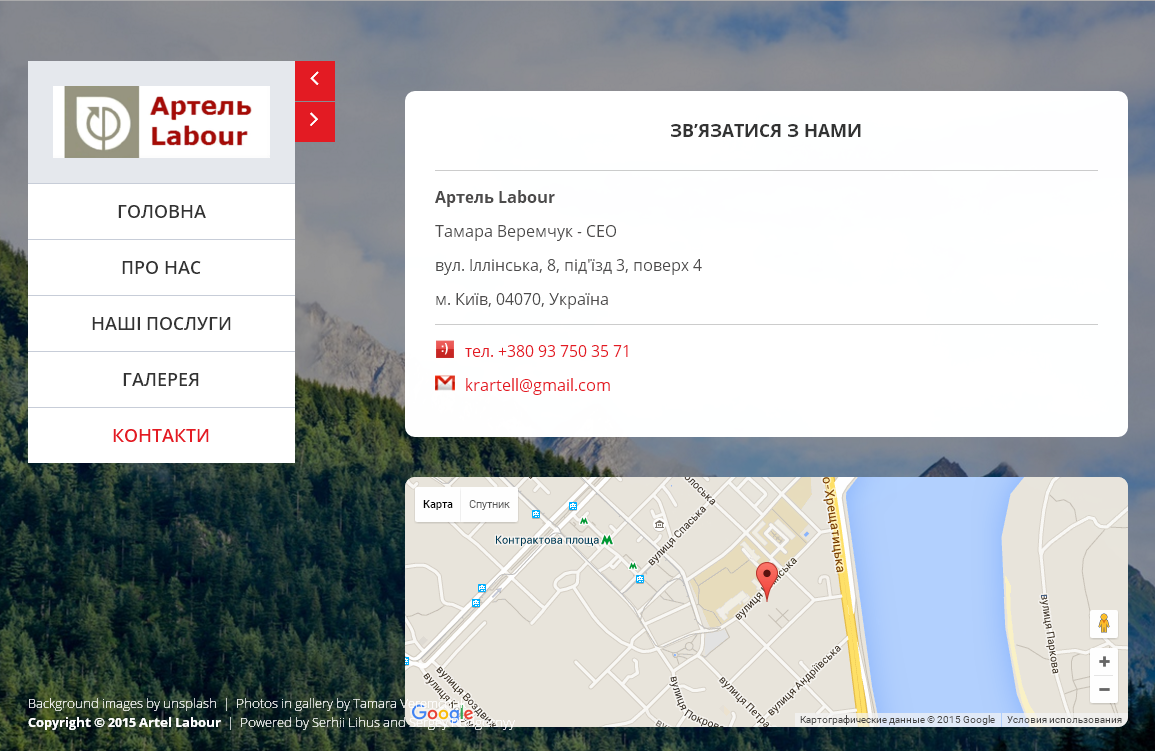 Артель
Labour
ГОЛОВНА
ПРО НАС
НАШІ ПОСЛУГИ
ГАЛЕРЕЯ
КОНТАКТИ
ЗВ’ЯЗАТИСЯ З НАМИ
Артель Labour
Тамара Веремчук - CEO
вул. Іллінська, 8, під'їзд 3, поверх 4
м. Київ, 04070, Україна
тел. +380 93 750 35 71
krartell@gmail.com
Карта Спутник
Контрактова площа
вулиця Спаська
о-Хрещатицька
вулиця
вулиця Паркова
вулиця Андріївська
вулиця Покров
вулиця Петра
вулиця Воздви
Google
Картографические данные © 2015 Google Условия использования
Background images by unsplash | Photos in gallery by Tamara
Copyright © 2015 Artel Labour | Powered by Serhii Lihus and